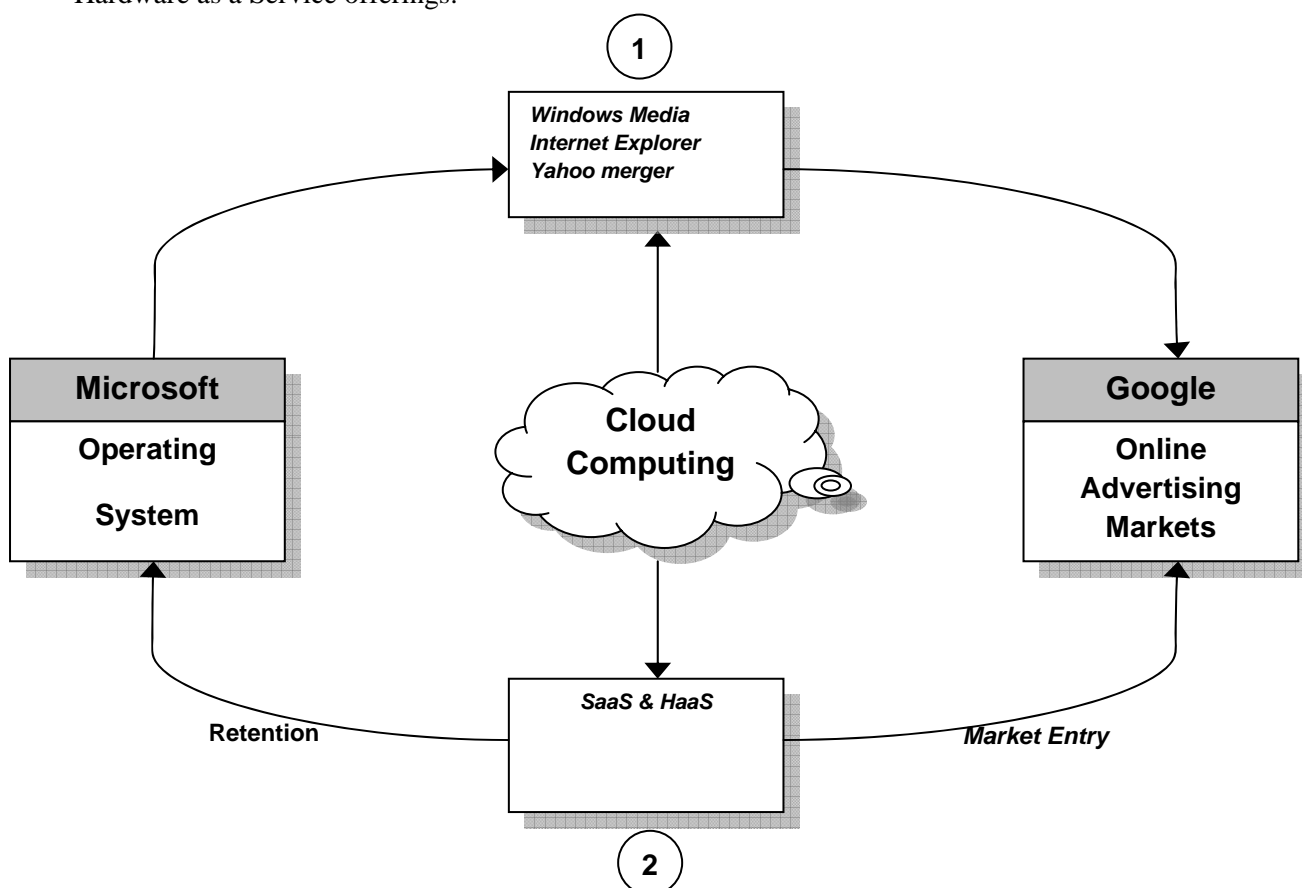 Hardware as a Service offerings.
1
Windows Media
Internet Explorer
Yahoo merger
Microsoft
Operating
System
Cloud
Computing
Google
Online
Advertising
Markets
SaaS & HaaS
Retention
Market Entry
2